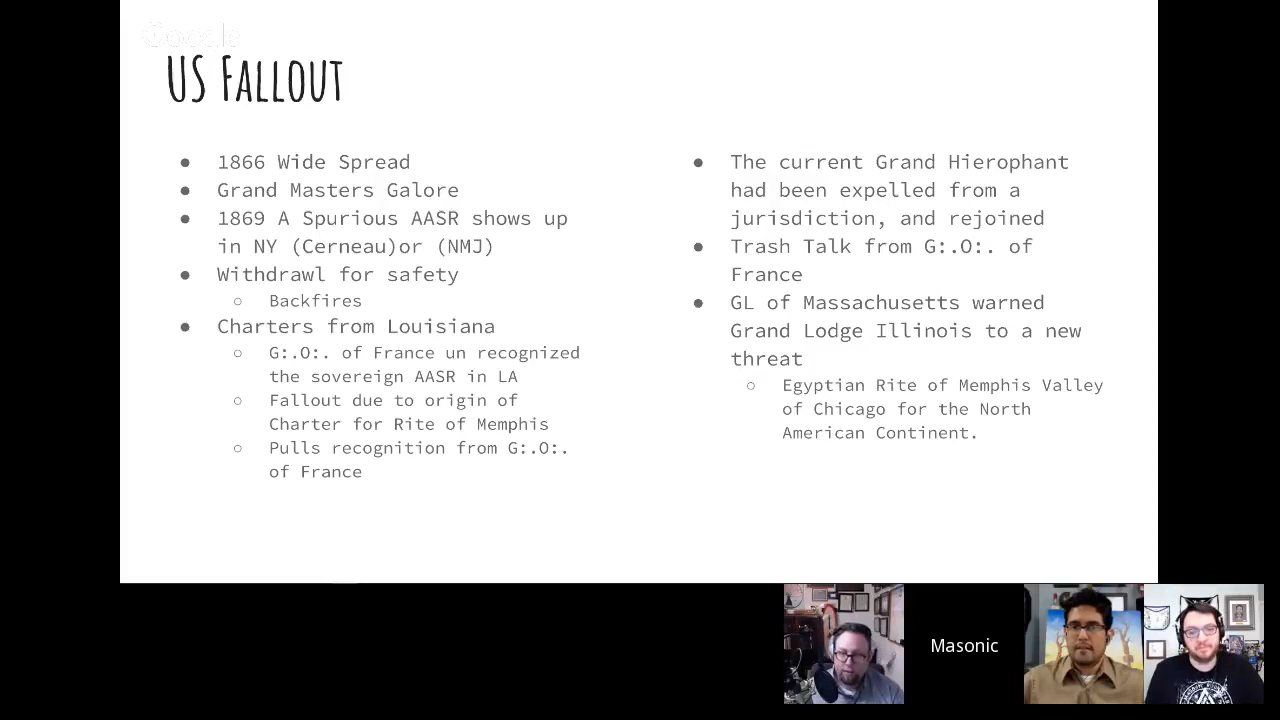 Google
US FALLOUT
● 1866 Wide Spread
● Grand Masters Galore
● 1869 A Spurious AASR shows up
in NY (Cerneau)or (NMJ)
● Withdrawl for safety
○ Backfires
● Charters from Louisiana
○ G:.O:. of France un recognized
the sovereign AASR in LA
○ Fallout due to origin of
Charter for Rite of Memphis
○ Pulls recognition from G:.O:.
of France
● The current Grand Hierophant
had been expelled from a
jurisdiction, and rejoined
● Trash Talk from G:.O:. of
France
● GL of Massachusetts warned
Grand Lodge Illinois to a new
threat
○ Egyptian Rite of Memphis Valley
of Chicago for the North
American Continent.
Masonic